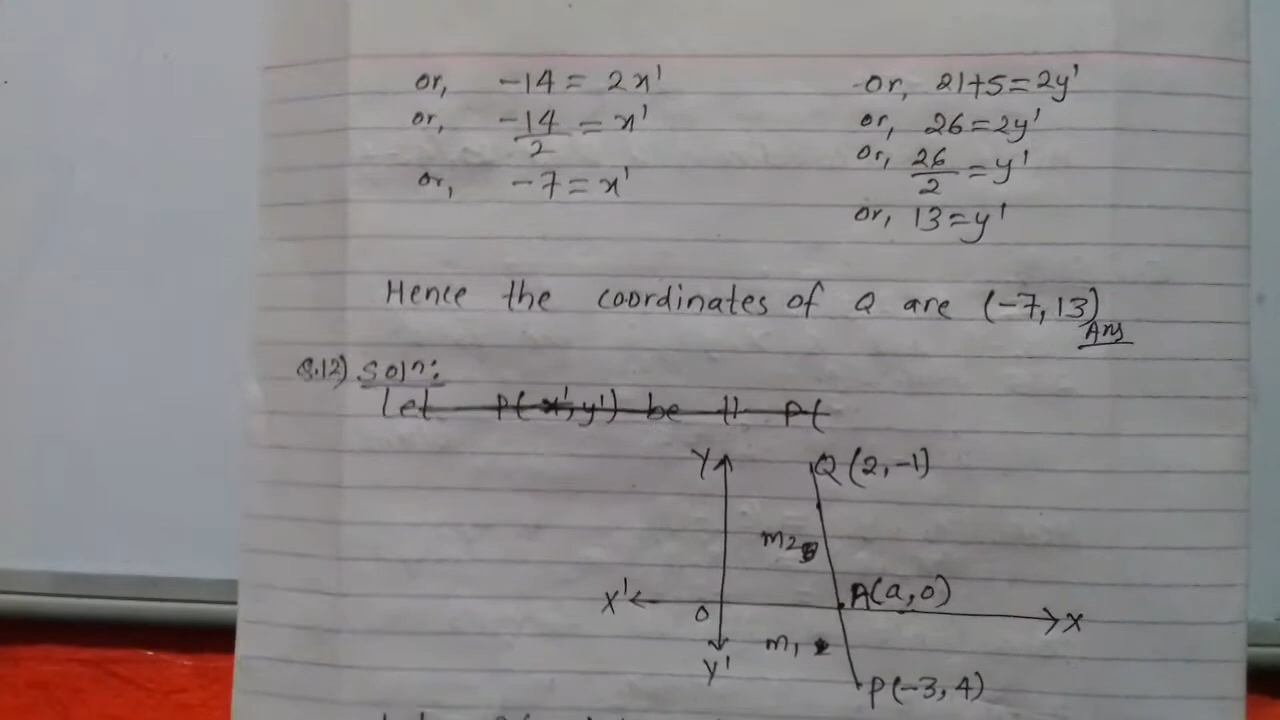 or, -14 = 2x'
or, -14/2 = x'
or, -7 = x'
or, 21+5=2y'
or, 26=2y'
or, 26/2 = y'
or, 13=y'
Hence the coordinates of Q are (-7, 13)
Ans
Q.12) Soln:
Let P(x', y') be th P(
Y
Q(2,-1)
m2
X'
O
A(a,0)
X
m1
Y'
P(-3,4)